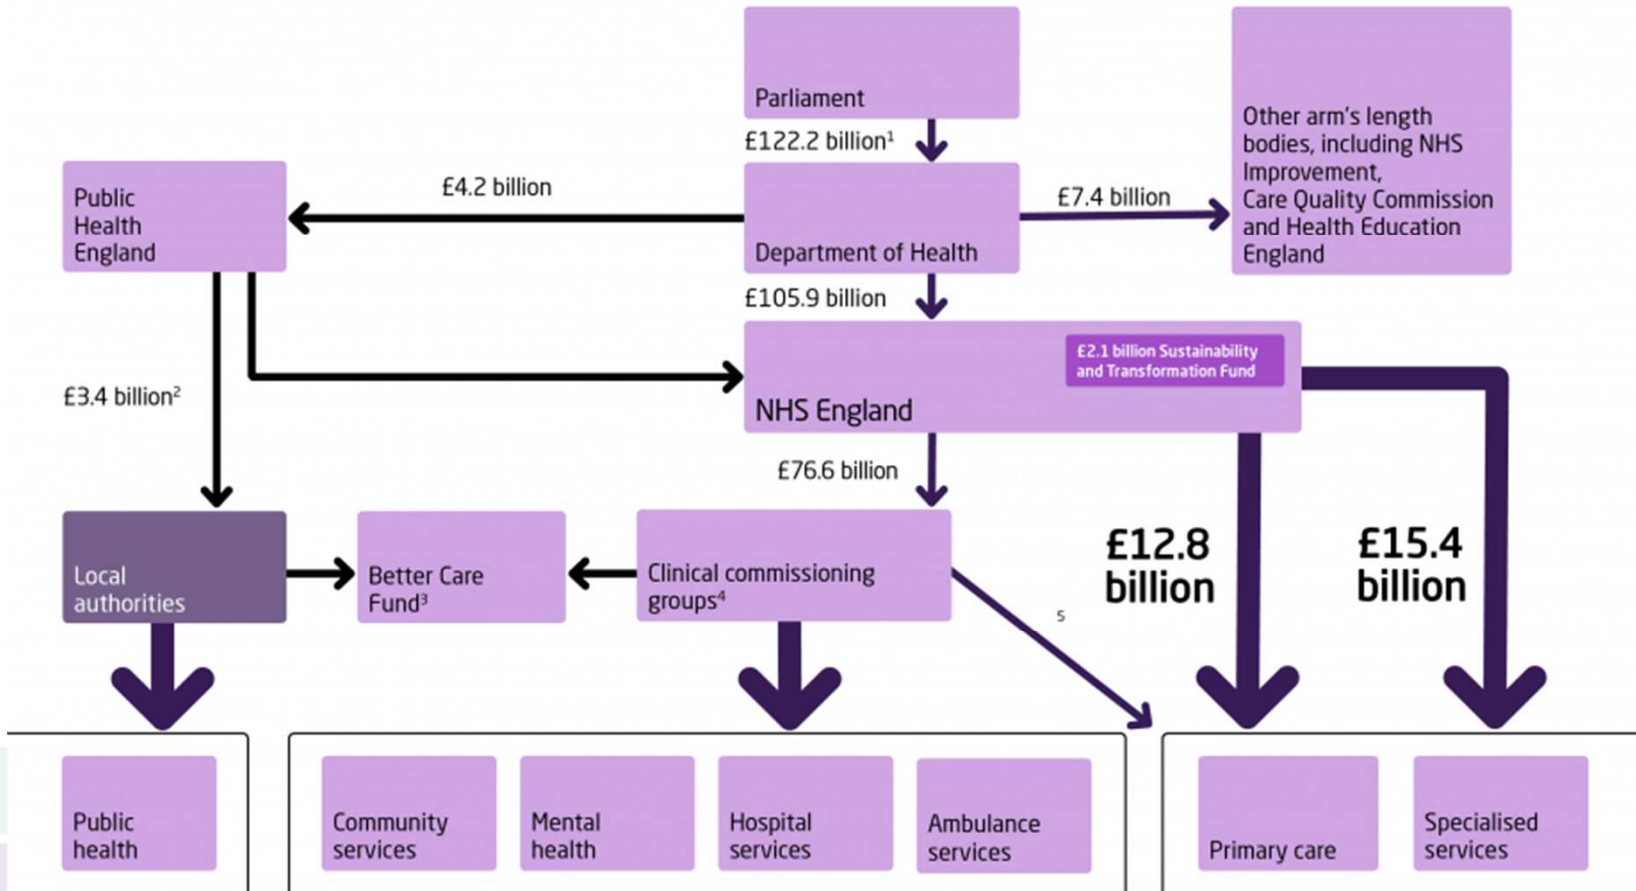 Parliament
£122.2 billion¹
Other arm's length
bodies, including NHS
Improvement,
Care Quality Commission
and Health Education
England
Public
Health
England
£4.2 billion
Department of Health
£7.4 billion
£105.9 billion
£2.1 billion Sustainability
and Transformation Fund
NHS England
£3.4 billion²
£76.6 billion
Local
authorities
Better Care
Fund³
Clinical commissioning
groups⁴
5
£12.8
billion
£15.4
billion
Public
health
Community
services
Mental
health
Hospital
services
Ambulance
services
Primary care
Specialised
services